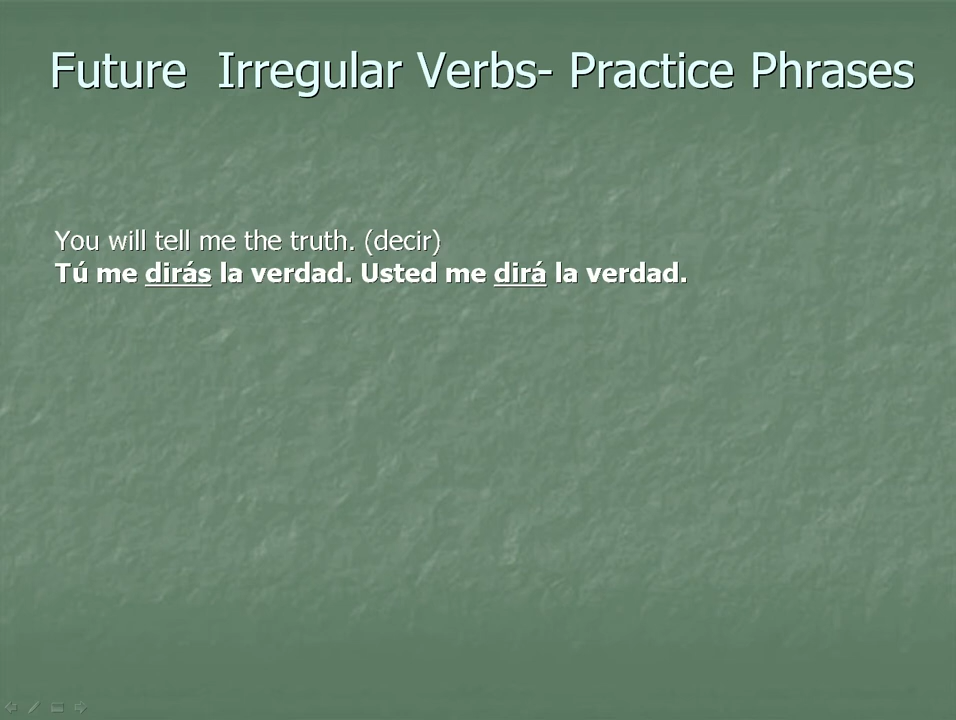 Future  Irregular Verbs- Practice Phrases
You will tell me the truth. (decir)
Tú me dirás la verdad. Usted me dirá la verdad.